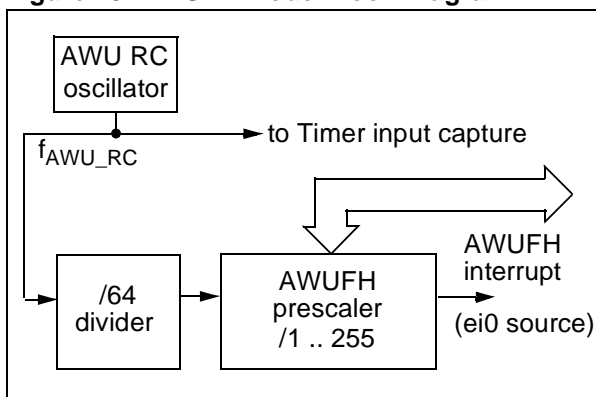 AWU RC
oscillator
to Timer input capture
fAWU_RC
/64
divider
AWUFH
prescaler
/1 .. 255
AWUFH
interrupt
(ei0 source)